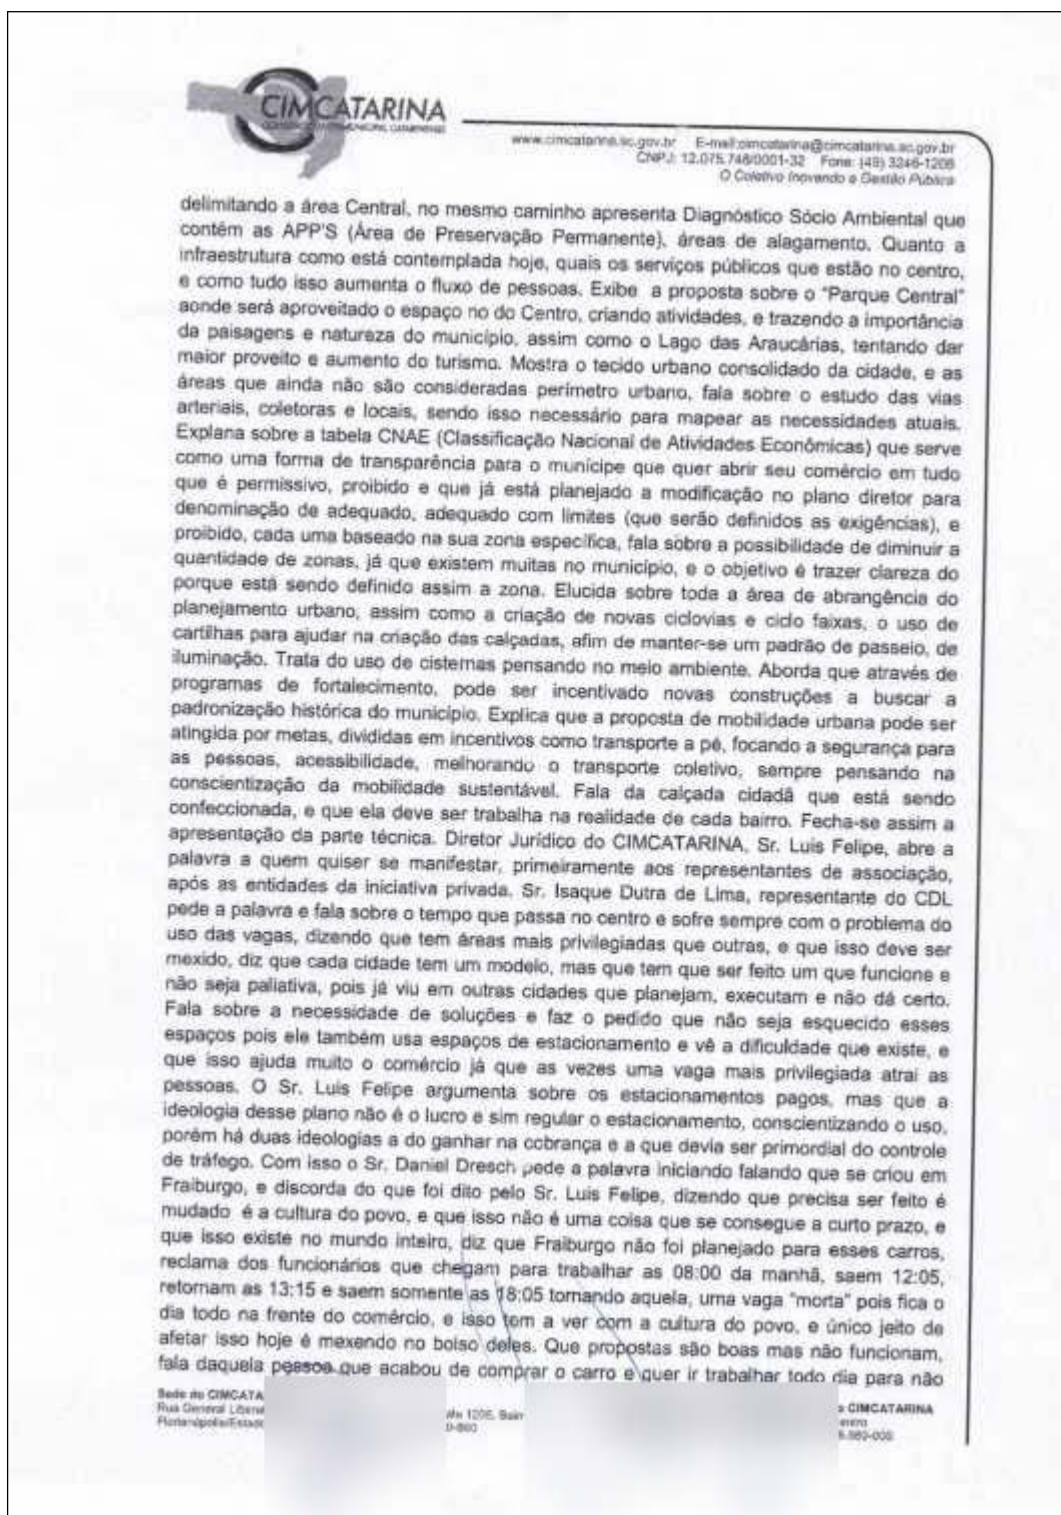 CIMCATARINA
www.cimcatarina.sc.gov.br E-mail:cimcatarina@cimcatarina.sc.gov.br
CNPJ: 12.075.748/0001-32 Fone: (49) 3246-1206
O Coletivo Inovando a Gestão Pública
delimitando a área Central, no mesmo caminho apresenta Diagnóstico Sócio Ambiental que
contém as APP'S (Área de Preservação Permanente), áreas de alagamento. Quanto a
infraestrutura como está contemplada hoje, quais os serviços públicos que estão no centro,
e como tudo isso aumenta o fluxo de pessoas. Exibe a proposta sobre o "Parque Central"
aonde será aproveitado o espaço no do Centro, criando atividades, e trazendo a importância
da paisagens e natureza do município, assim como o Lago das Araucárias, tentando dar
maior proveito e aumento do turismo. Mostra o tecido urbano consolidado da cidade, e as
áreas que ainda não são consideradas perímetro urbano, fala sobre o estudo das vias
arteriais, coletoras e locais, sendo isso necessário para mapear as necessidades atuais.
Explana sobre a tabela CNAE (Classificação Nacional de Atividades Econômicas) que serve
como uma forma de transparência para o munícipe que quer abrir seu comércio em tudo
que é permissivo, proibido e que já está planejado a modificação no plano diretor para
denominação de adequado, adequado com limites (que serão definidos as exigências), e
proibido, cada uma baseado na sua zona específica, fala sobre a possibilidade de diminuir a
quantidade de zonas, já que existem muitas no município, e o objetivo é trazer clareza do
porque está sendo definido assim a zona. Elucida sobre toda a área de abrangência do
planejamento urbano, assim como a criação de novas ciclovias e ciclo faixas, o uso de
cartilhas para ajudar na criação das calçadas, afim de manter-se um padrão de passeio, de
iluminação. Trata do uso de cisternas pensando no meio ambiente. Aborda que através de
programas de fortalecimento, pode ser incentivado novas construções a buscar a
padronização histórica do município. Explica que a proposta de mobilidade urbana pode ser
atingida por metas, divididas em incentivos como transporte a pé, focando a segurança para
as pessoas, acessibilidade, melhorando o transporte coletivo, sempre pensando na
conscientização da mobilidade sustentável. Fala da calçada cidadã que está sendo
confeccionada, e que ela deve ser trabalha na realidade de cada bairro. Fecha-se assim a
apresentação da parte técnica. Diretor Jurídico do CIMCATARINA, Sr. Luis Felipe, abre a
palavra a quem quiser se manifestar, primeiramente aos representantes de associação,
após as entidades da iniciativa privada. Sr. Isaque Dutra de Lima, representante do CDL
pede a palavra e fala sobre o tempo que passa no centro e sofre sempre com o problema do
uso das vagas, dizendo que tem áreas mais privilegiadas que outras, e que isso deve ser
mexido, diz que cada cidade tem um modelo, mas que tem que ser feito um que funcione e
não seja paliativa, pois já viu em outras cidades que planejam, executam e não dá certo.
Fala sobre a necessidade de soluções e faz o pedido que não seja esquecido esses
espaços pois ele também usa espaços de estacionamento e vê a dificuldade que existe, e
que isso ajuda muito o comércio já que as vezes uma vaga mais privilegiada atrai as
pessoas. O Sr. Luis Felipe argumenta sobre os estacionamentos pagos, mas que a
ideologia desse plano não é o lucro e sim regular o estacionamento, conscientizando o uso,
porém há duas ideologias a do ganhar na cobrança e a que devia ser primordial do controle
de tráfego. Com isso o Sr. Daniel Dresch pede a palavra iniciando falando que se criou em
Fraiburgo, e discorda do que foi dito pelo Sr. Luis Felipe, dizendo que precisa ser feito é
mudado é a cultura do povo, e que isso não é uma coisa que se consegue a curto prazo, e
que isso existe no mundo inteiro, diz que Fraiburgo não foi planejado para esses carros,
reclama dos funcionários que chegam para trabalhar as 08:00 da manhã, saem 12:05,
retornam as 13:15 e saem somente as 18:05 tornando aquela, uma vaga "morta" pois fica o
dia todo na frente do comércio, e isso tem a ver com a cultura do povo, e único jeito de
afetar isso hoje é mexendo no bolso deles. Que propostas são boas mas não funcionam,
fala daquela pessoa que acabou de comprar o carro e quer ir trabalhar todo dia para não
Sede do CIMCATA CIMCATARINA
Rua General 1205,
Florianópolis/Estado